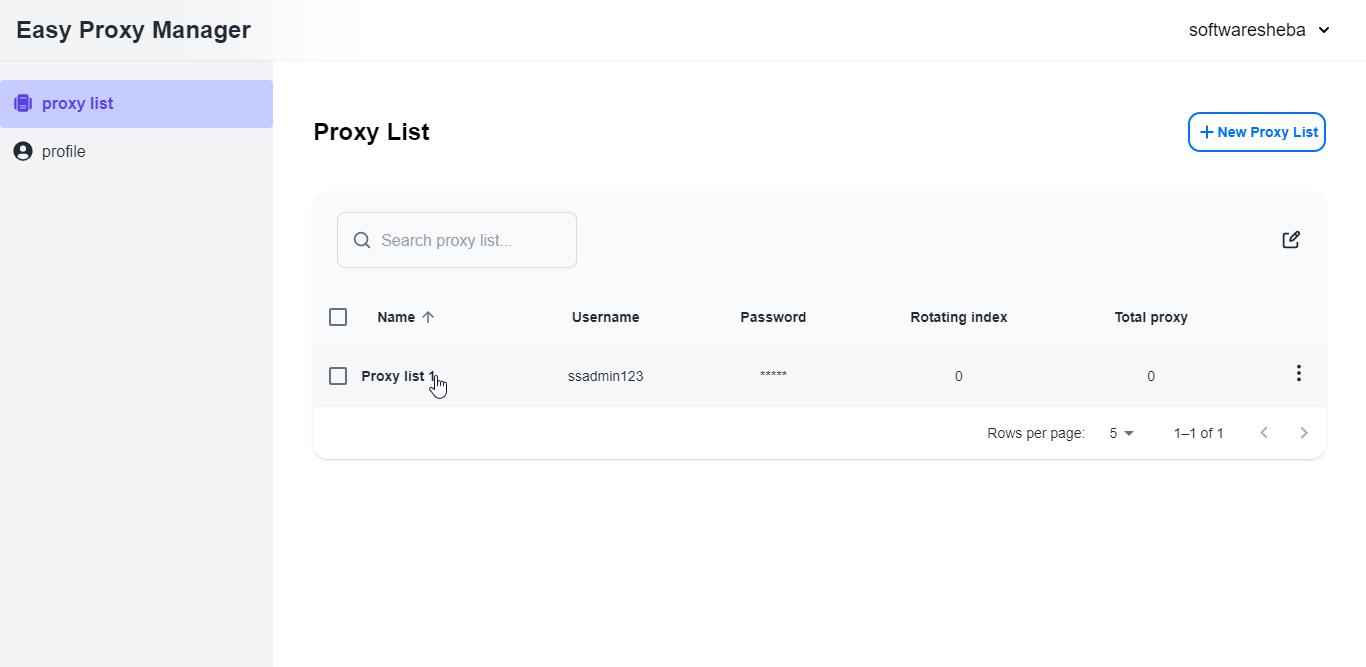 Easy Proxy Manager
softwaresheba
proxy list
profile
Proxy List
+ New Proxy List
Search proxy list...
Name Username Password Rotating index Total proxy
Proxy list 1 ssadmin123 ***** 0 0
Rows per page: 5 1–1 of 1